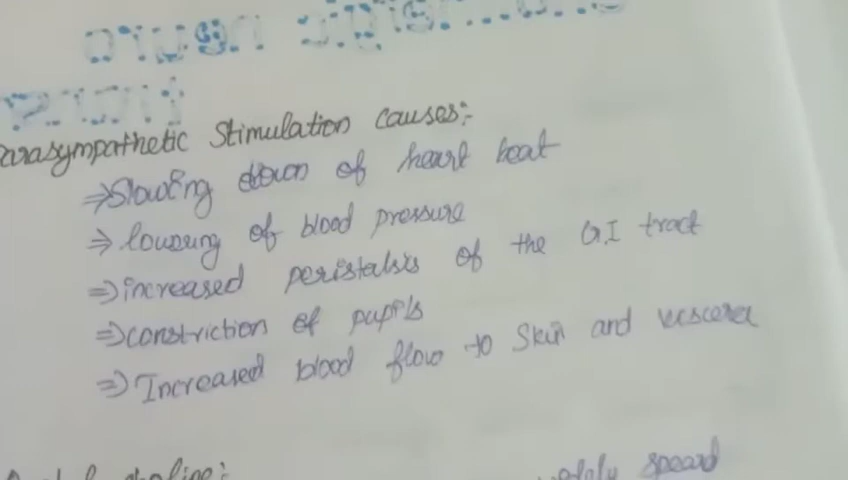 Parasympathetic Stimulation causes:-
⇒ Slowing down of heart beat
⇒ lowering of blood pressure
⇒ increased peristalsis of the G.I tract
⇒ constriction of pupils
⇒ Increased blood flow to Skin and viscera
spead